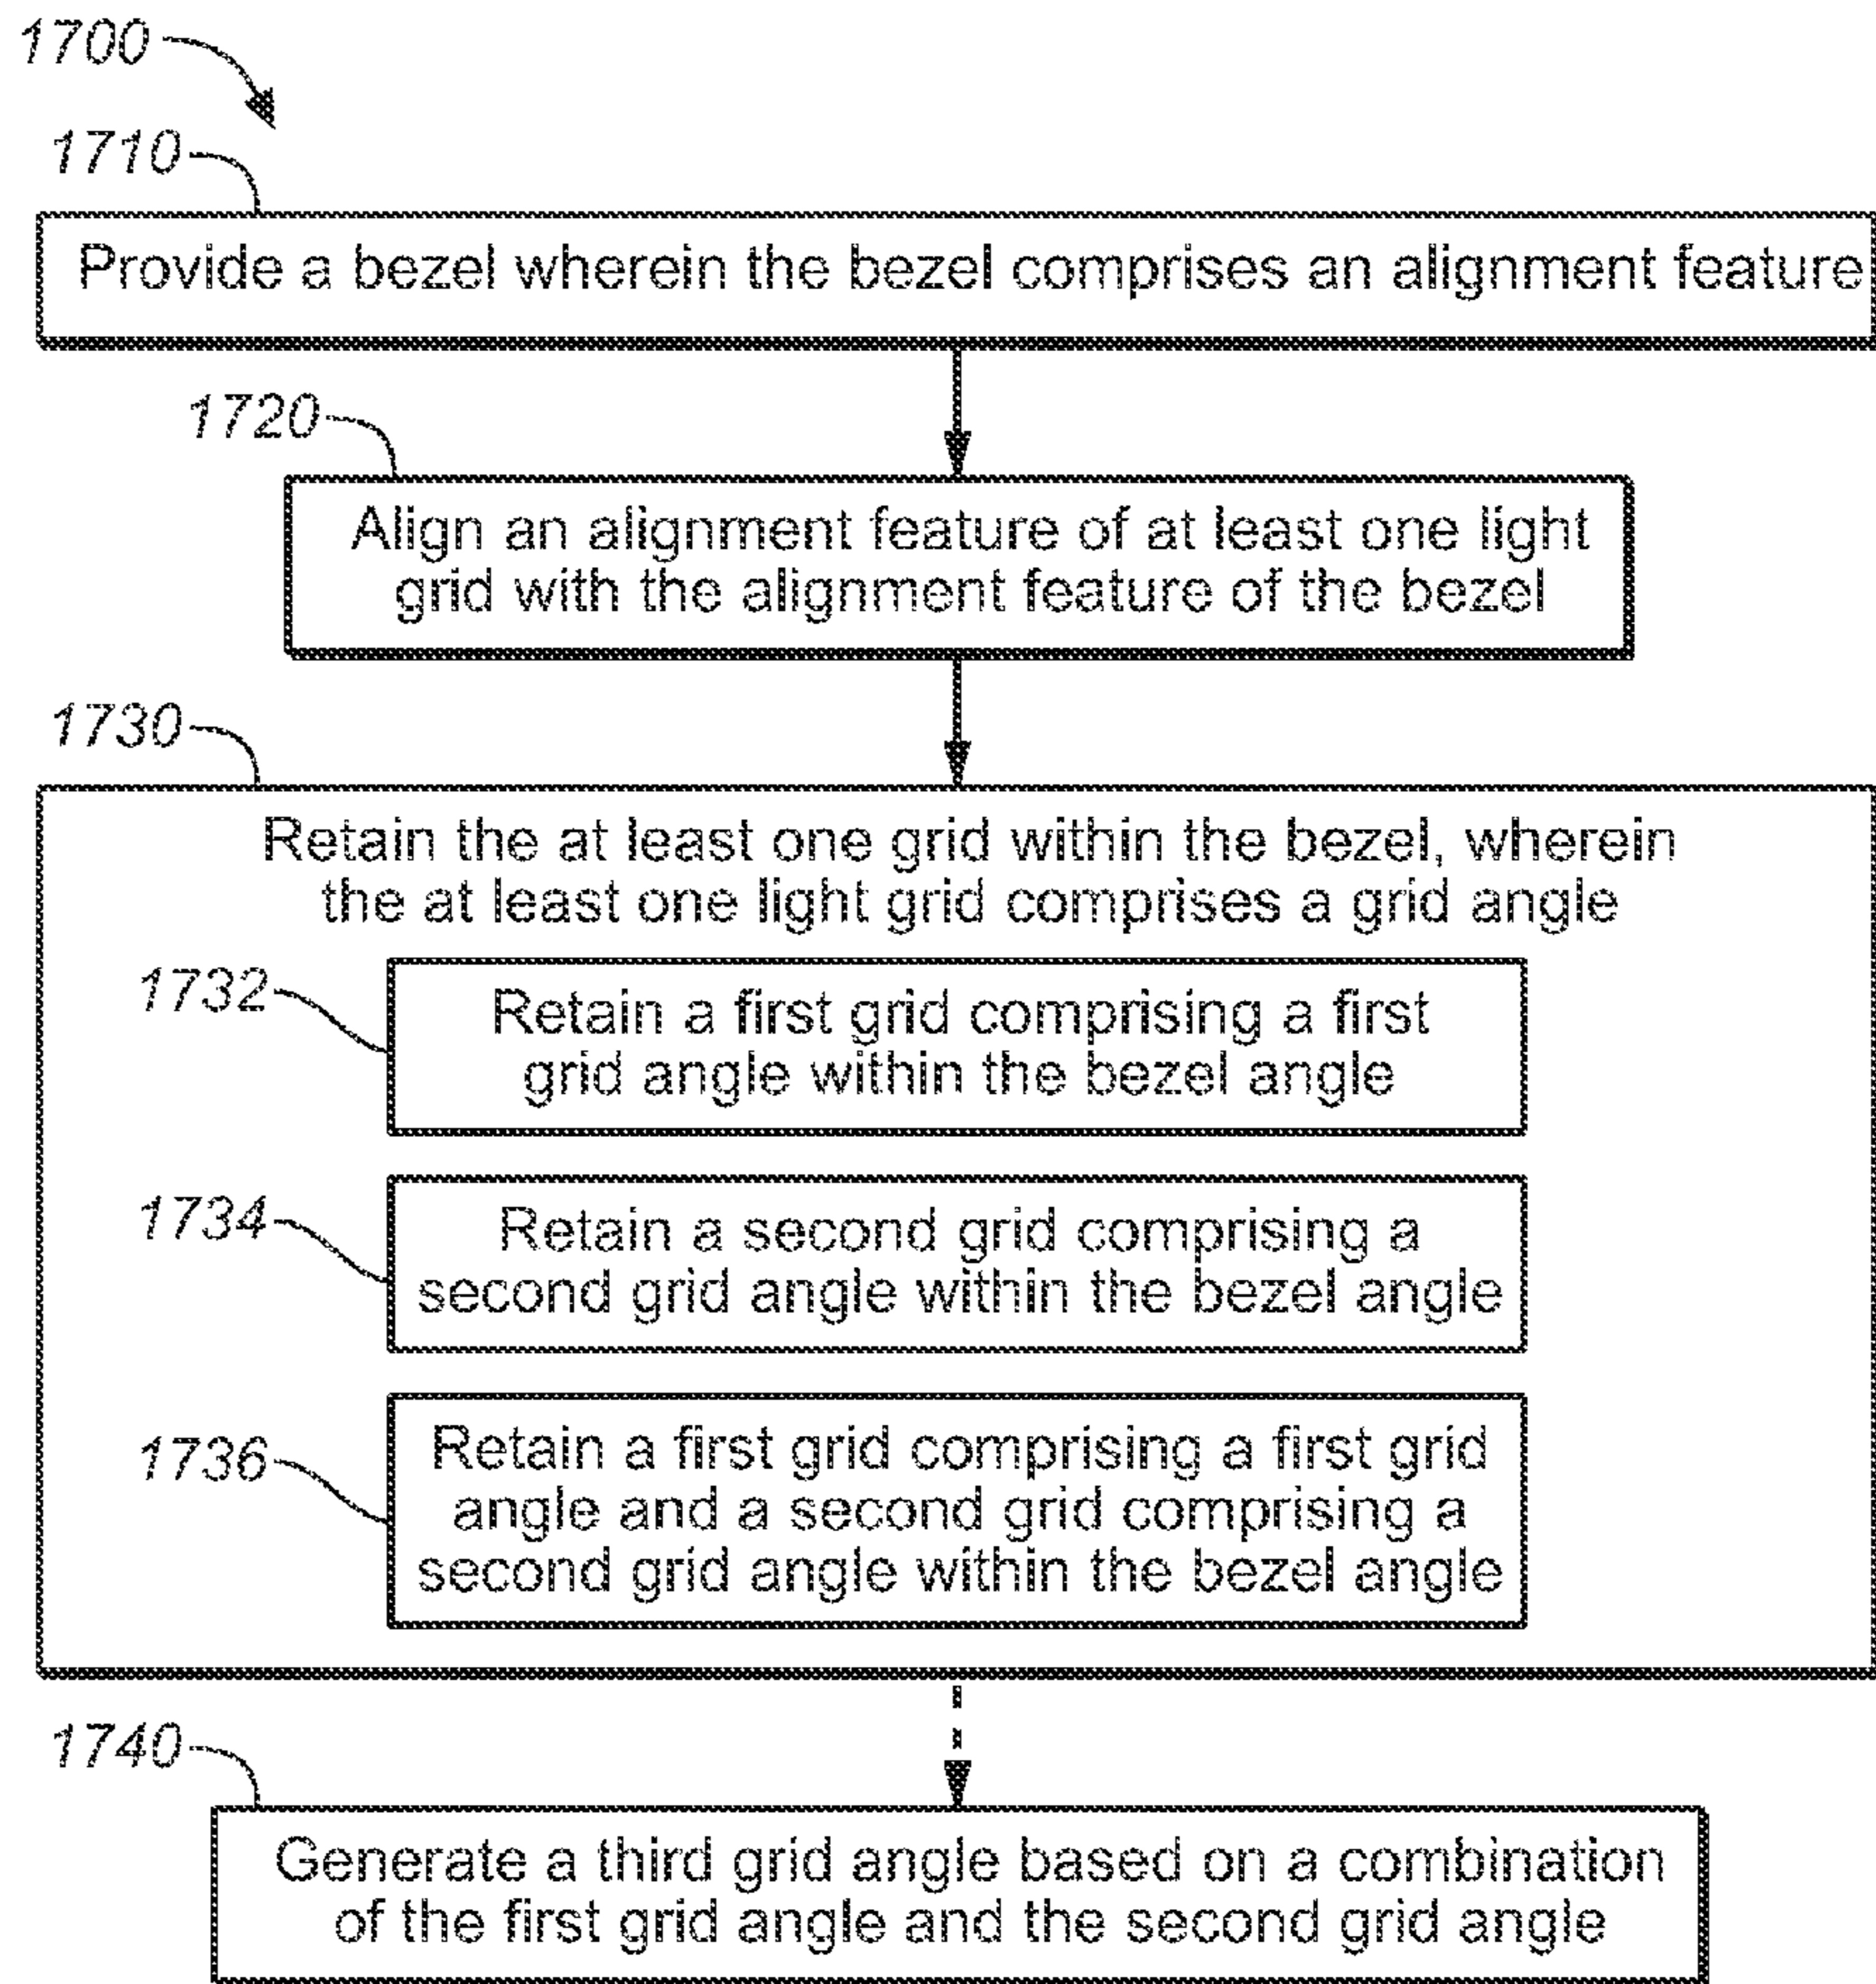 1700
1710
Provide a bezel wherein the bezel comprises an alignment feature
1720
Align an alignment feature of at least one light
grid with the alignment feature of the bezel
1730
Retain the at least one grid within the bezel, wherein
the at least one light grid comprises a grid angle
1732
Retain a first grid comprising a first
grid angle within the bezel angle
1734
Retain a second grid comprising a
second grid angle within the bezel angle
1736
Retain a first grid comprising a first grid
angle and a second grid comprising a
second grid angle within the bezel angle
1740
Generate a third grid angle based on a combination
of the first grid angle and the second grid angle